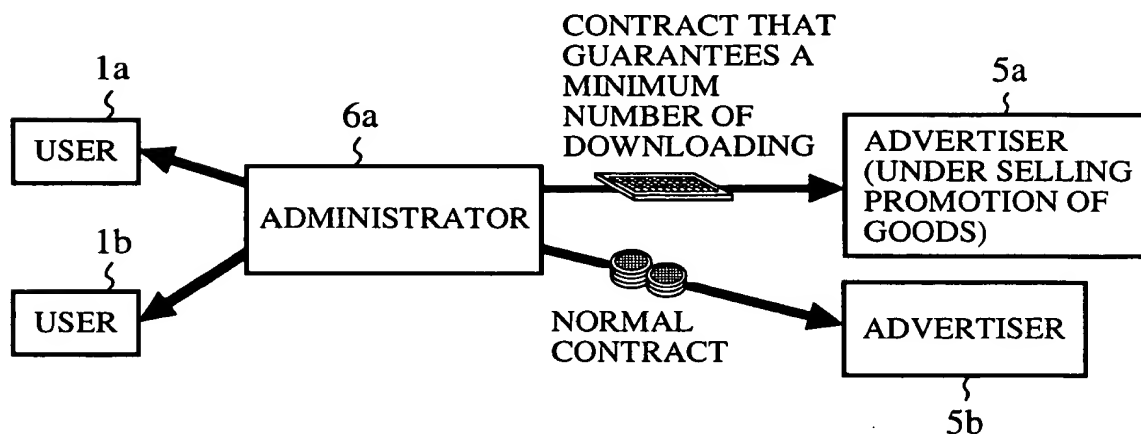 1a
USER
1b
USER
6a
ADMINISTRATOR
CONTRACT THAT
GUARANTEES A
MINIMUM
NUMBER OF
DOWNLOADING
NORMAL
CONTRACT
5a
ADVERTISER
(UNDER SELLING
PROMOTION OF
GOODS)
ADVERTISER
5b